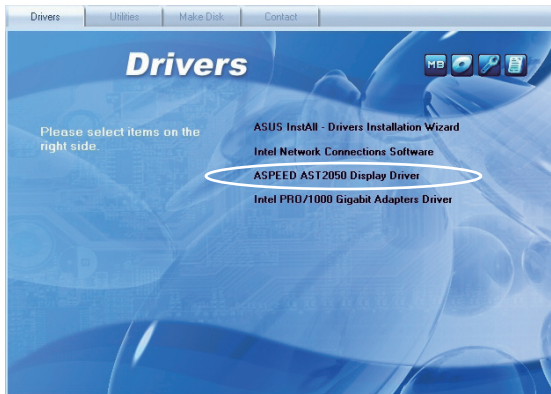 Drivers
Utilities
Make Disk
Contact
Drivers
MB
Please select items on the
right side.
ASUS InstAll - Drivers Installation Wizard
Intel Network Connections Software
ASPEED AST2050 Display Driver
Intel PRO/1000 Gigabit Adapters Driver